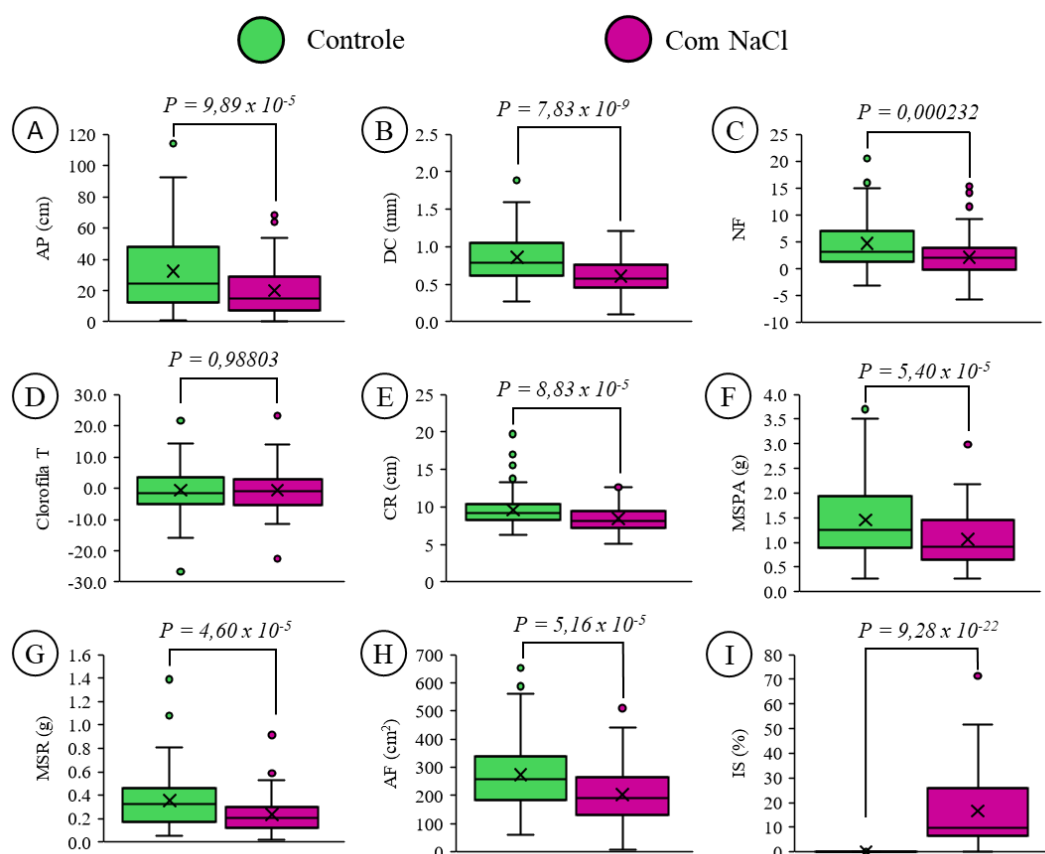 Controle
Com NaCl
A
P = 9,89 x 10-5
AP (cm)
120
100
80
60
40
20
0
B
P = 7,83 x 10-9
DC (mm)
2.5
2.0
1.5
1.0
0.5
0.0
C
P = 0,000232
NF
25
20
15
10
5
0
-5
-10
D
P = 0,98803
Clorofila T
30.0
20.0
10.0
0.0
-10.0
-20.0
-30.0
E
P = 8,83 x 10-5
CR (cm)
25
20
15
10
5
0
F
P = 5,40 x 10-5
MSPA (g)
4.0
3.5
3.0
2.5
2.0
1.5
1.0
0.5
0.0
G
P = 4,60 x 10-5
MSR (g)
1.6
1.4
1.2
1.0
0.8
0.6
0.4
0.2
0.0
H
P = 5,16 x 10-5
AF (cm²)
700
600
500
400
300
200
100
0
I
P = 9,28 x 10-22
IS (%)
80
70
60
50
40
30
20
10
0